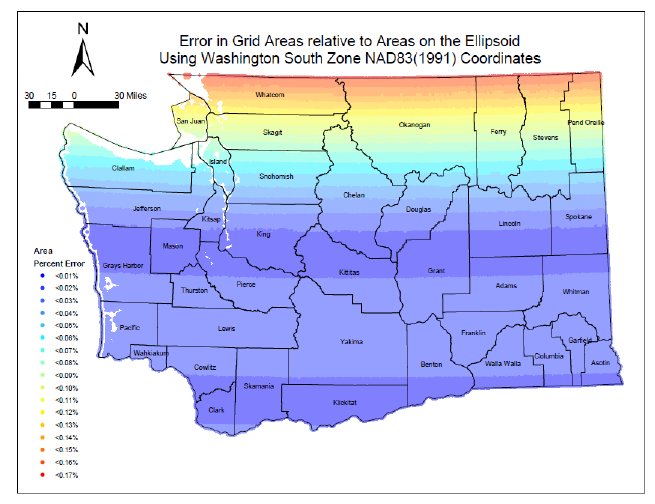 N
Error in Grid Areas relative to Areas on the Ellipsoid
Using Washington South Zone NAD83(1991) Coordinates
30 15 0 30 Miles
Whatcom
San Juan
Skagit
Okanogan
Ferry
Stevens
Pend Oreille
Island
Clallam
Snohomish
Chelan
Jefferson
Kitsap
Douglas
Lincoln
Spokane
King
Mason
Grays Harbor
Kittitas
Grant
Thurston
Pierce
Adams
Whitman
Pacific
Lewis
Yakima
Franklin
Garfield
Wahkiakum
Cowlitz
Benton
Walla Walla
Columbia
Asotin
Skamania
Klickitat
Clark
Area
Percent Error
<0.01%
<0.02%
<0.03%
<0.04%
<0.05%
<0.06%
<0.07%
<0.08%
<0.09%
<0.10%
<0.11%
<0.12%
<0.13%
<0.14%
<0.15%
<0.16%
<0.17%